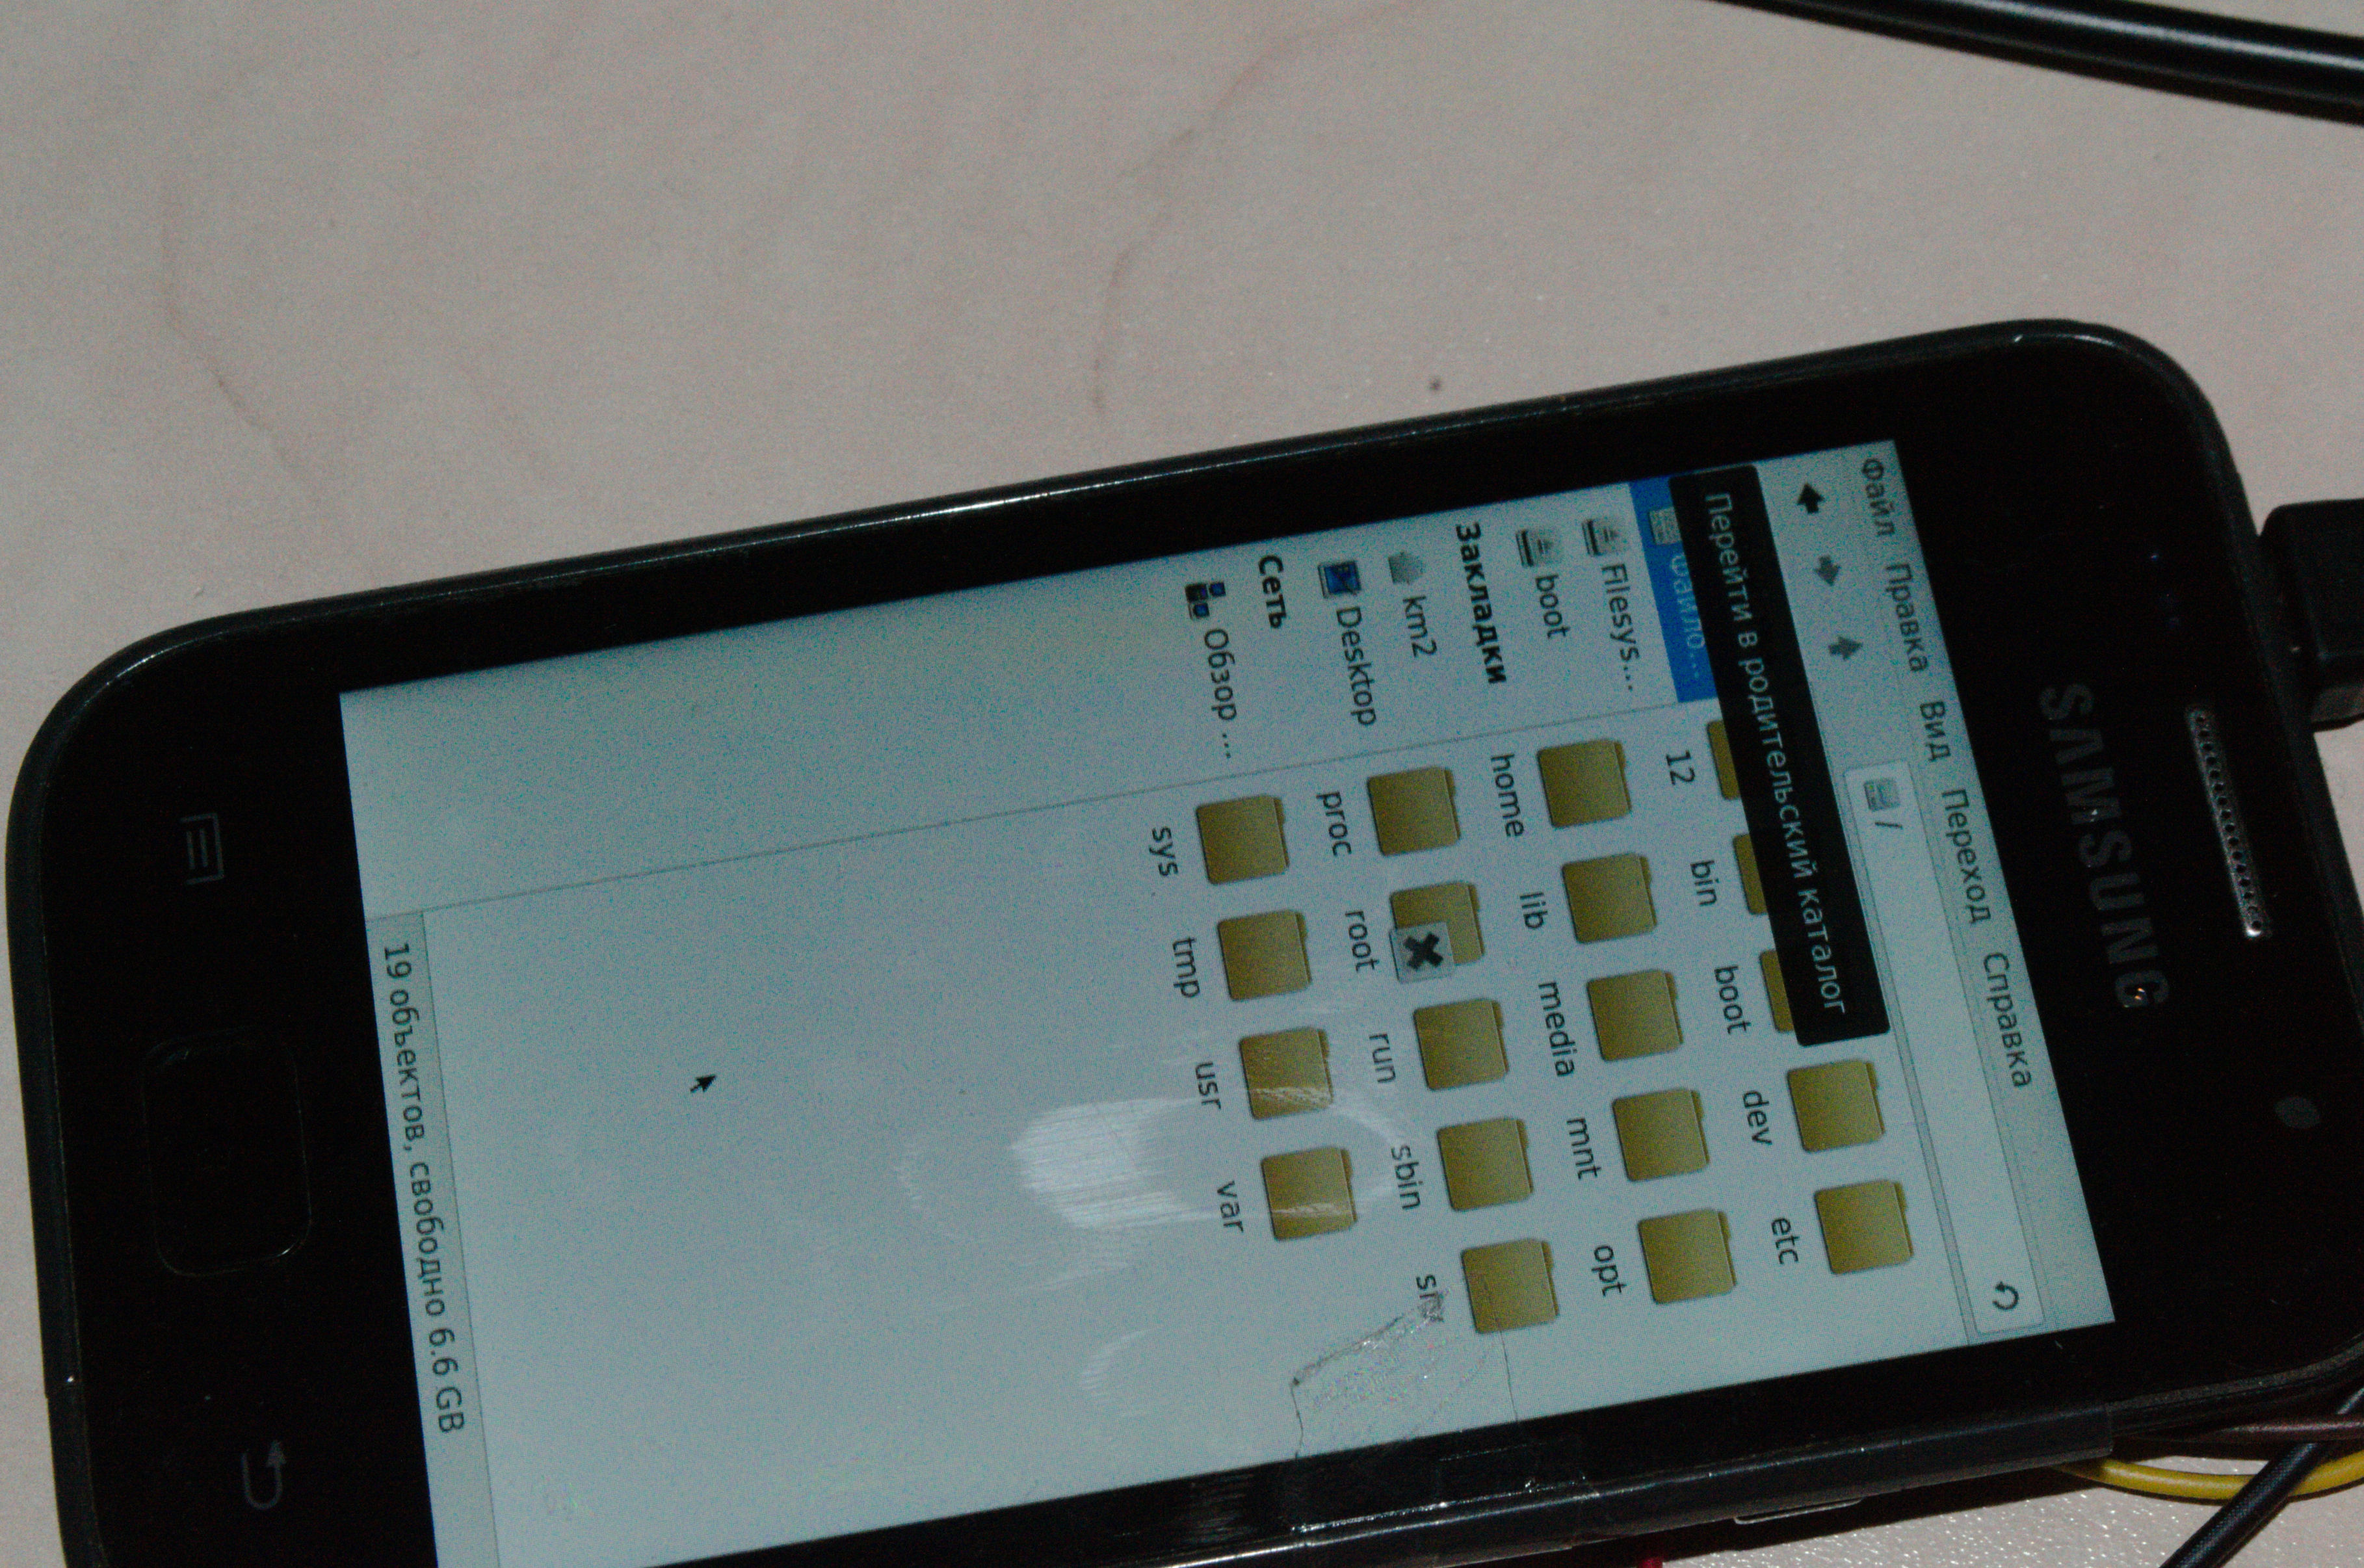 SAMSUNG
Файл Правка Вид Переход Справка
/
Перейти в родительский каталог
Файло...
Filesys...
boot
Закладки
km2
Desktop
Сеть
Обзор ...
12 bin boot dev etc
home lib media mnt opt
proc root run sbin srv
sys tmp usr var
19 объектов, свободно 6.6 GB